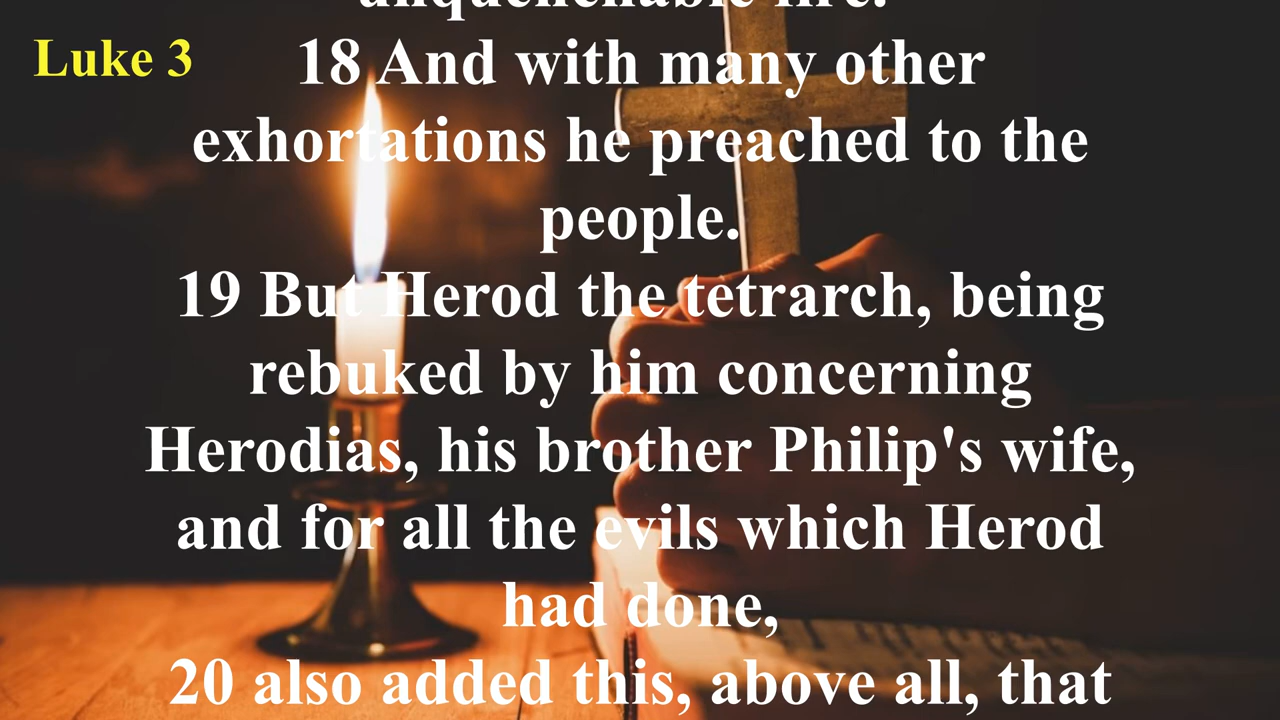 unquenchable fire.
Luke 3
18 And with many other
exhortations he preached to the
people.
19 But Herod the tetrarch, being
rebuked by him concerning
Herodias, his brother Philip's wife,
and for all the evils which Herod
had done,
20 also added this, above all, that